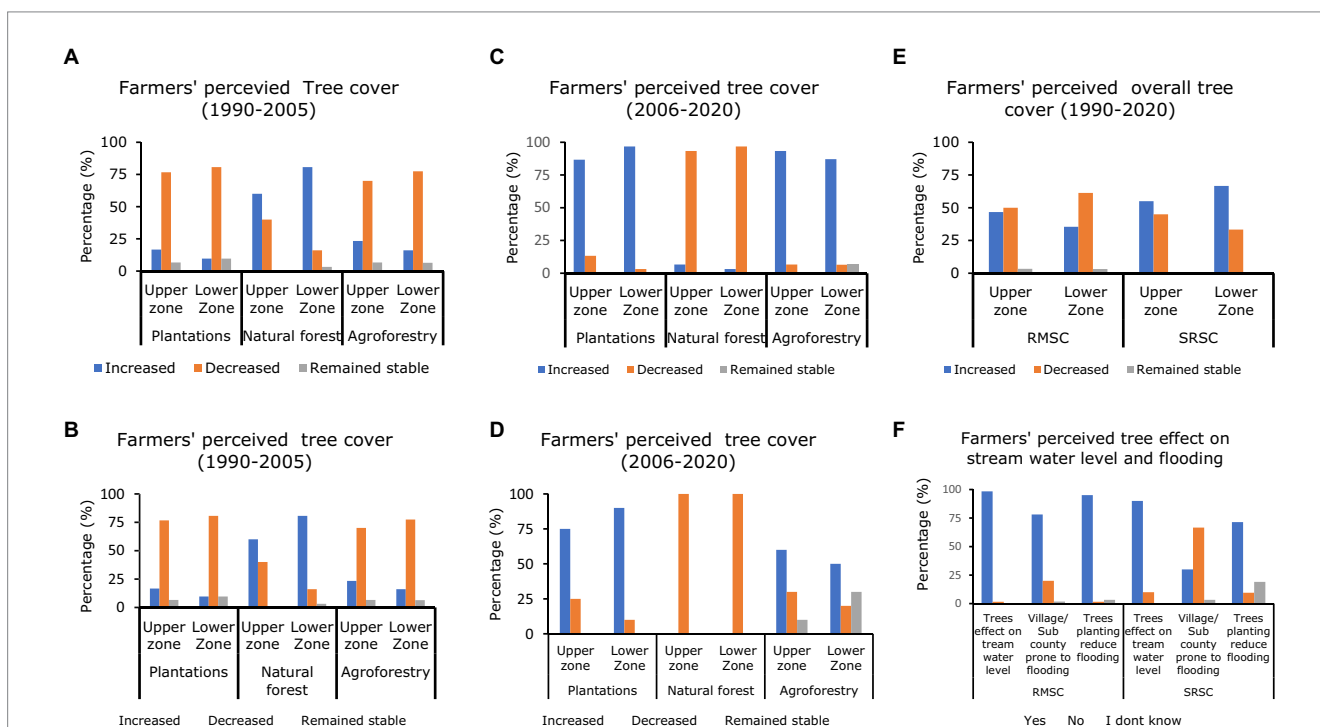 A
Farmers' percevied Tree cover
(1990-2005)
Percentage (%)
100
75
50
25
0
Upper zone
Lower Zone
Upper zone
Lower Zone
Upper zone
Lower Zone
Plantations
Natural forest
Agroforestry
Increased
Decreased
Remained stable
B
Farmers' perceived tree cover
(1990-2005)
Percentage (%)
100
75
50
25
0
Upper Zone
Lower Zone
Upper Zone
Lower Zone
Upper Zone
Lower Zone
Plantations
Natural
forest
Agroforestry
Increased
Decreased
Remained stable
C
Farmers' perceived tree cover
(2006-2020)
Percentage (%)
100
75
50
25
0
Upper zone
Lower Zone
Upper zone
Lower Zone
Upper zone
Lower Zone
Plantations
Natural forest
Agroforestry
Increased
Decreased
Remained stable
D
Farmers' perceived tree cover
(2006-2020)
Percentage (%)
100
75
50
25
0
Upper zone
Lower Zone
Upper zone
Lower Zone
Upper zone
Lower Zone
Plantations
Natural forest
Agroforestry
Increased
Decreased
Remained stable
E
Farmers' perceived overall tree
cover (1990-2020)
Percentage (%)
100
75
50
25
0
Upper zone
Lower Zone
Upper zone
Lower Zone
RMSC
SRSC
Increased
Decreased
Remained stable
F
Farmers' perceived tree effect on
stream water level and flooding
Percentage (%)
100
75
50
25
0
Trees effect on tream water level
Village/ Sub county prone to flooding
Trees planting reduce flooding
Trees effect on tream water level
Village/ Sub county prone to flooding
Trees planting reduce flooding
RMSC
SRSC
Yes
No
I dont know